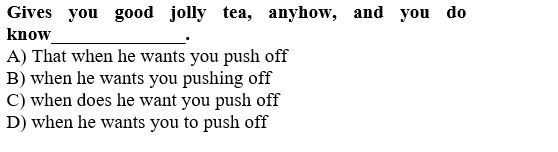 Gives you good jolly tea, anyhow, and you do
know______________.
A) That when he wants you push off
B) when he wants you pushing off
C) when does he want you push off
D) when he wants you to push off